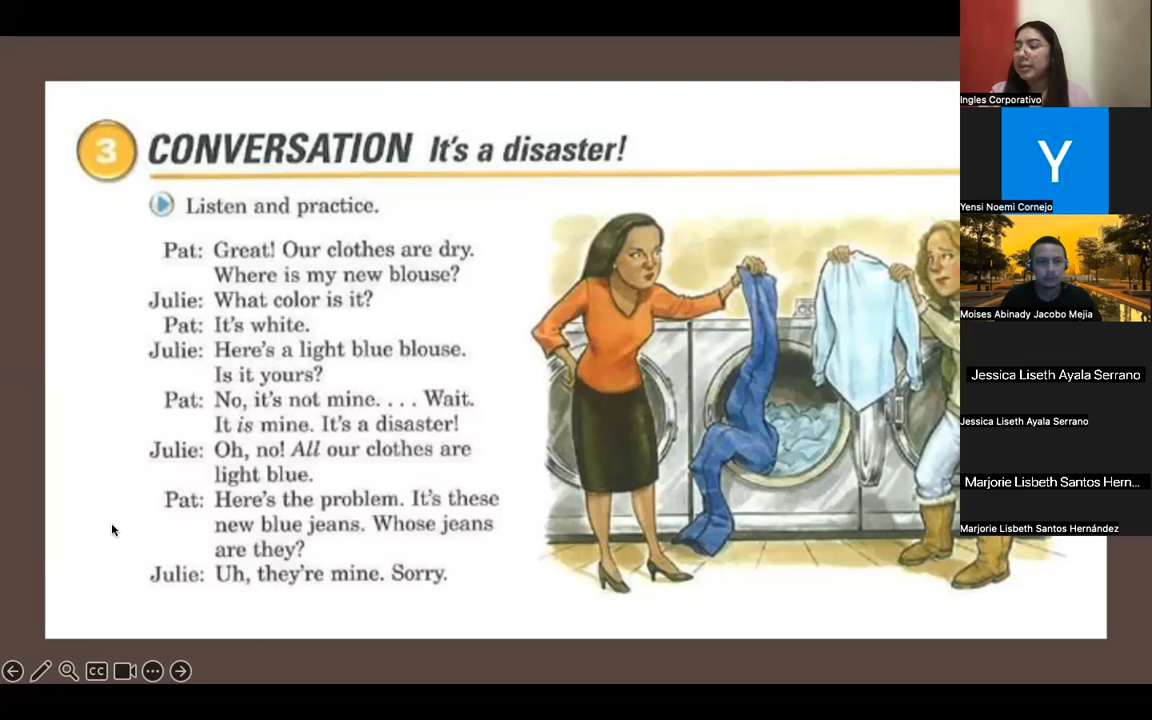 3 CONVERSATION It's a disaster!
Listen and practice.
Pat: Great! Our clothes are dry.
Where is my new blouse?
Julie: What color is it?
Pat: It's white.
Julie: Here's a light blue blouse.
Is it yours?
Pat: No, it's not mine. . . . Wait.
It is mine. It's a disaster!
Julie: Oh, no! All our clothes are
light blue.
Pat: Here's the problem. It's these
new blue jeans. Whose jeans
are they?
Julie: Uh, they're mine. Sorry.
CC
Ingles Corporativo
Y
Yensi Noemi Cornejo
Moises Abinady Jacobo Mejia
Jessica Liseth Ayala Serrano
Jessica Liseth Ayala Serrano
Marjorie Lisbeth Santos Hern...
Marjorie Lisbeth Santos Hernández